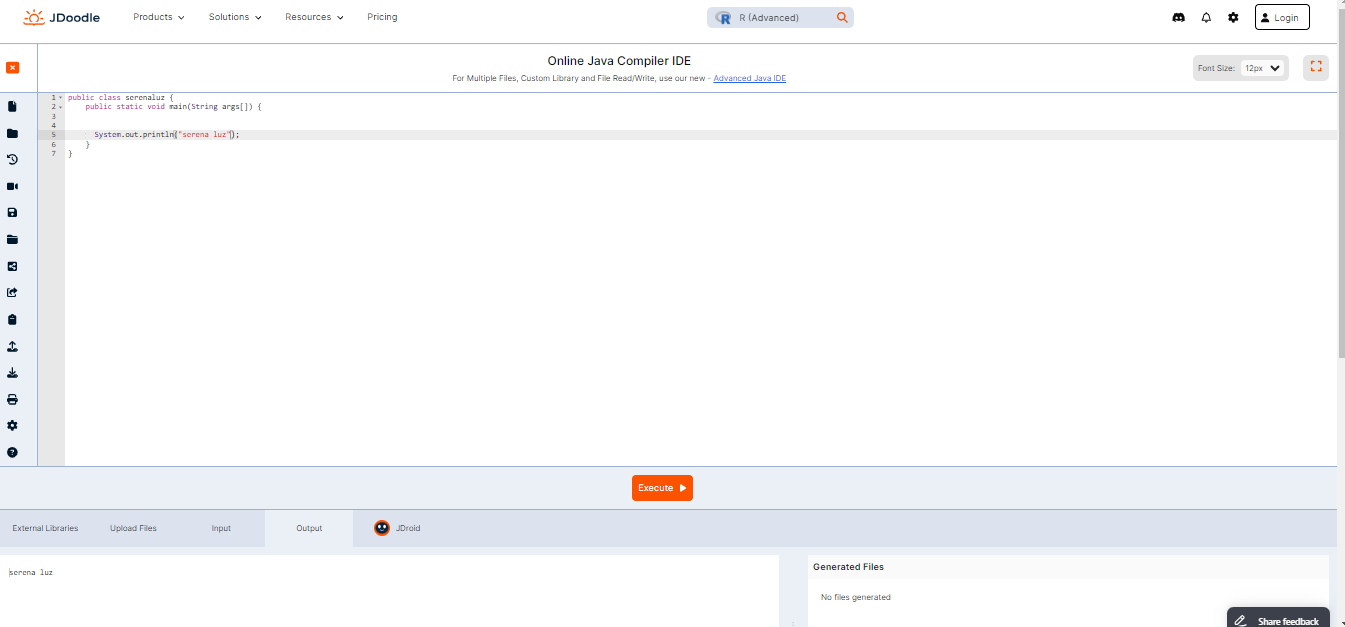 JDoodle Products Solutions Resources Pricing R (Advanced) Login
Online Java Compiler IDE
For Multiple Files, Custom Library and File Read/Write, use our new - Advanced Java IDE
Font Size: 12px
1 public class serenaluz {
2 public static void main(String args[]) {
3
4
5 System.out.println("serena luz");
6 }
7 }
Execute
External Libraries Upload Files Input Output JDroid
serena luz
Generated Files
No files generated
Share feedback